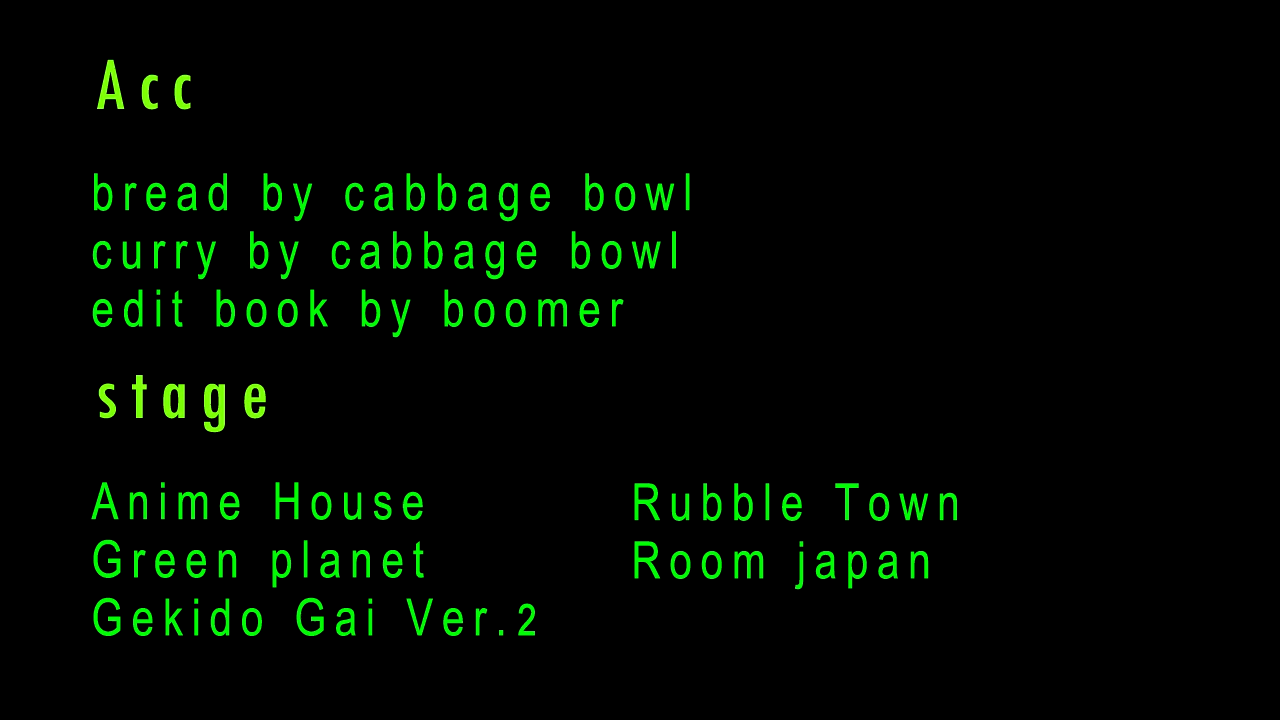 Acc
bread by cabbage bowl
curry by cabbage bowl
edit book by boomer
stage
Anime House
Green planet
Gekido Gai Ver.2
Rubble Town
Room japan